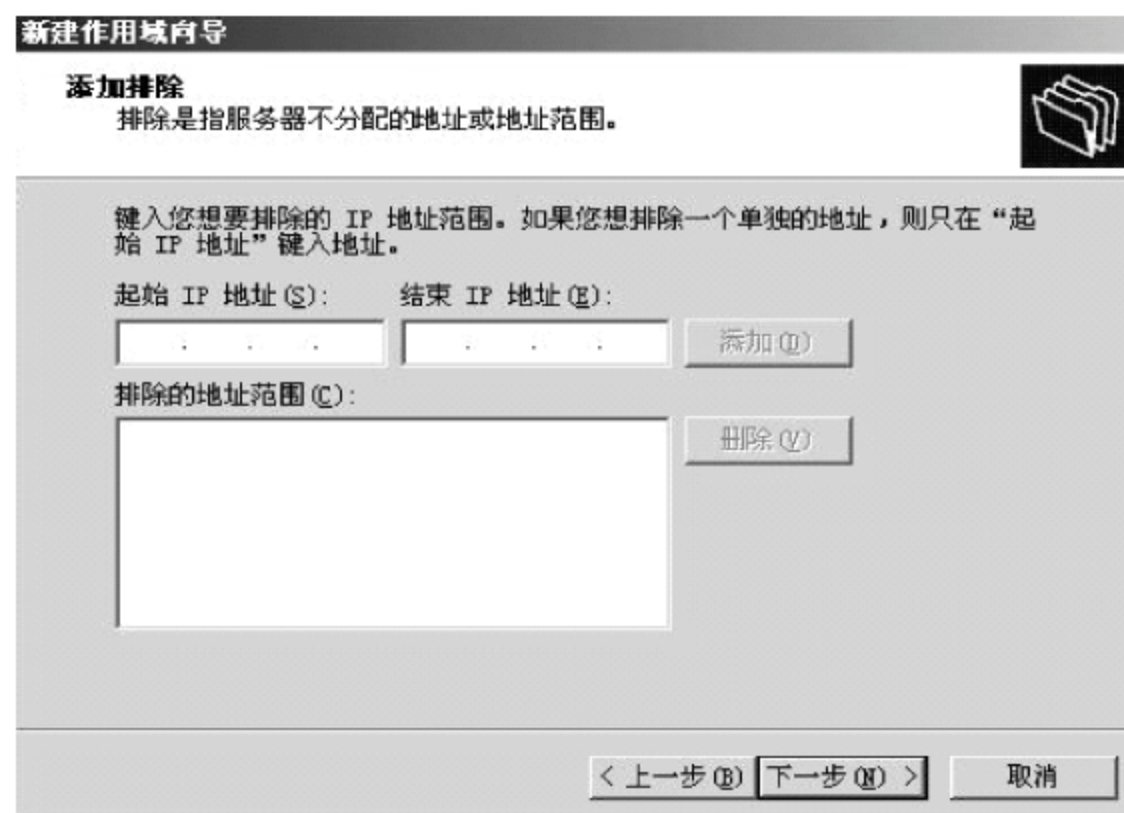 新建作用域向导
添加排除
排除是指服务器不分配的地址或地址范围。
键入您想要排除的 IP 地址范围。如果您想排除一个单独的地址，则只在“起
始 IP 地址”键入地址。
起始 IP 地址(S): 结束 IP 地址(E):
添加(D)
排除的地址范围(C):
删除(V)
< 上一步(B) 下一步(N) > 取消